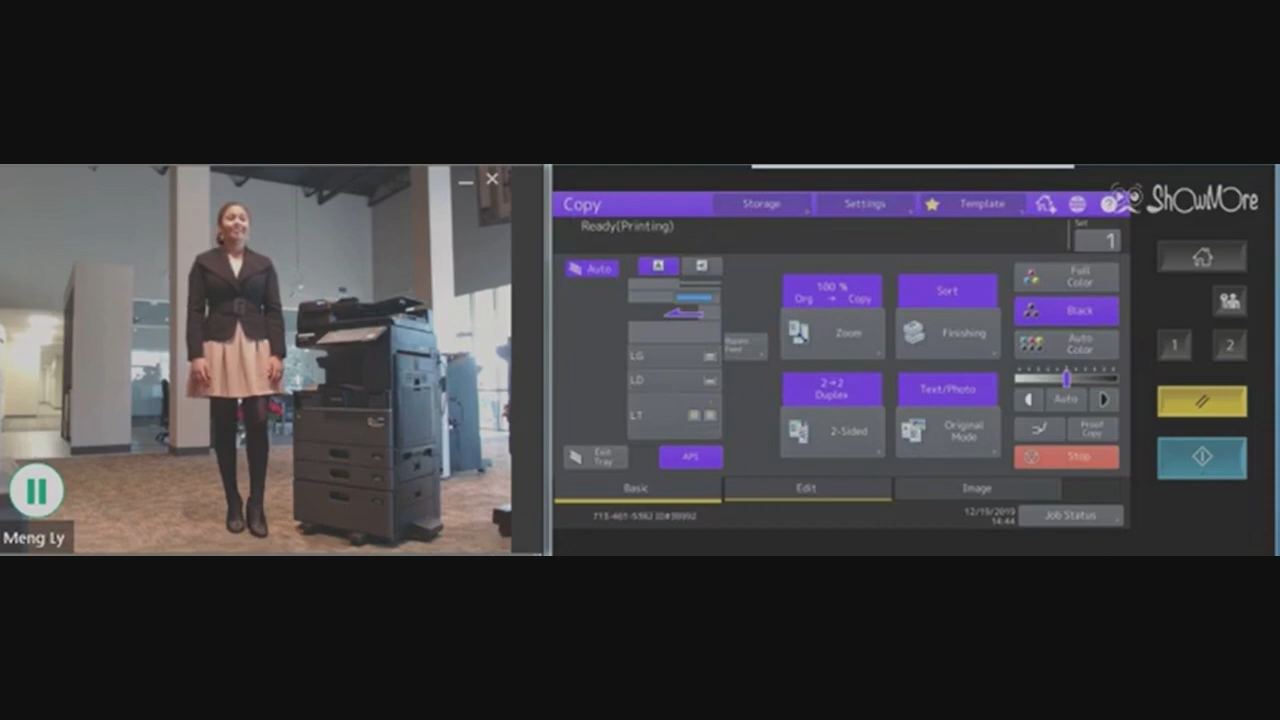 Meng Ly
Copy
Storage
Settings
Template
ShowMore
Ready(Printing)
Set
1
Auto
100 %
Org → Copy
Zoom
Sort
Finishing
Full
Color
Black
Auto
Color
LG
LD
LT
2→2
Duplex
2-Sided
Text/Photo
Original
Mode
Auto
Proof
Copy
Exit
Tray
APS
Stop
1
2
Basic
Edit
Image
12/19/2019
14:44
Job Status